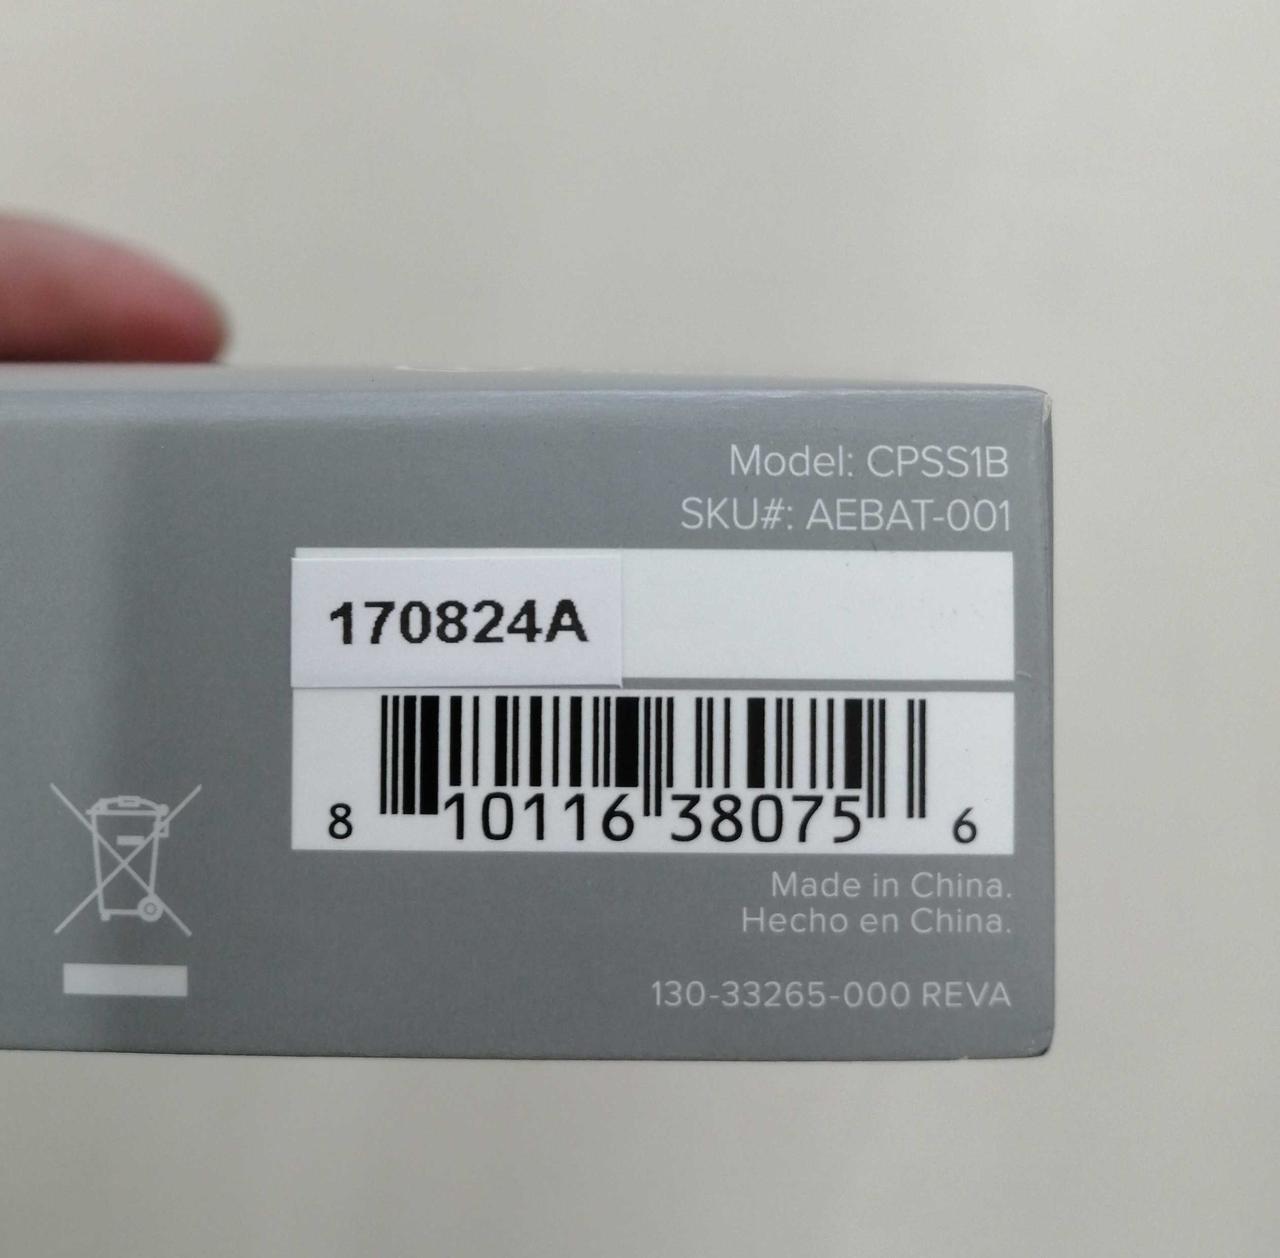 Model: CPSS1B
SKU#: AEBAT-001
170824A
8 10116 38075 6
Made in China.
Hecho en China.
130-33265-000 REVA